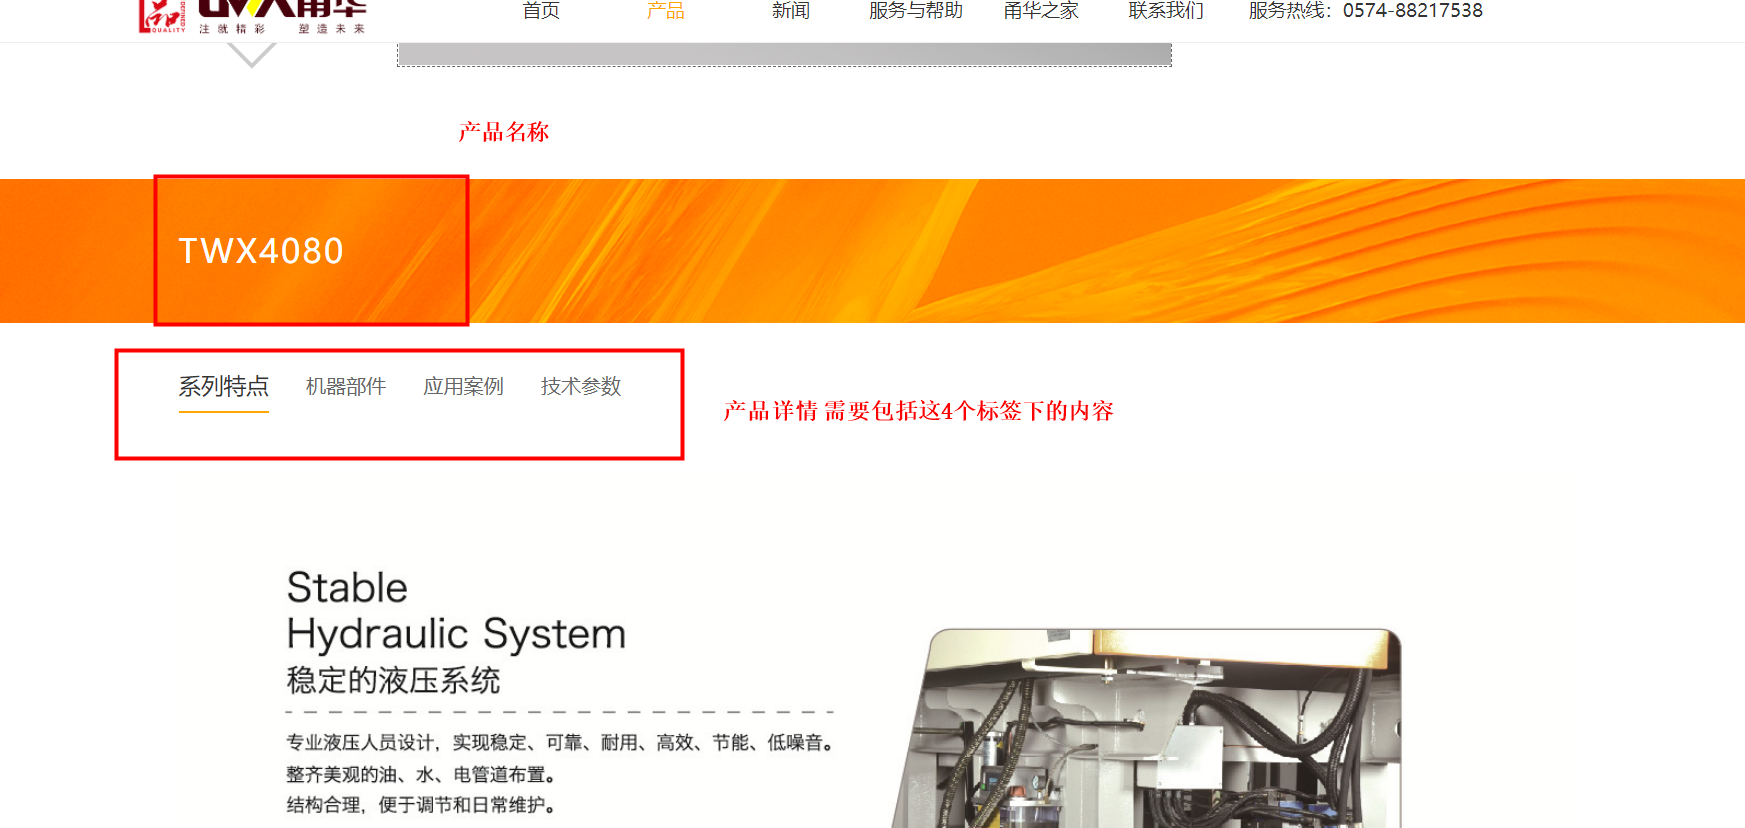 QUALITY
注就精彩 塑造未来
首页 产品 新闻 服务与帮助 甬华之家 联系我们 服务热线：0574-88217538
产品名称
TWX4080
系列特点 机器部件 应用案例 技术参数
产品详情 需要包括这4个标签下的内容
Stable
Hydraulic System
稳定的液压系统
专业液压人员设计，实现稳定、可靠、耐用、高效、节能、低噪音。
整齐美观的油、水、电管道布置。
结构合理，便于调节和日常维护。